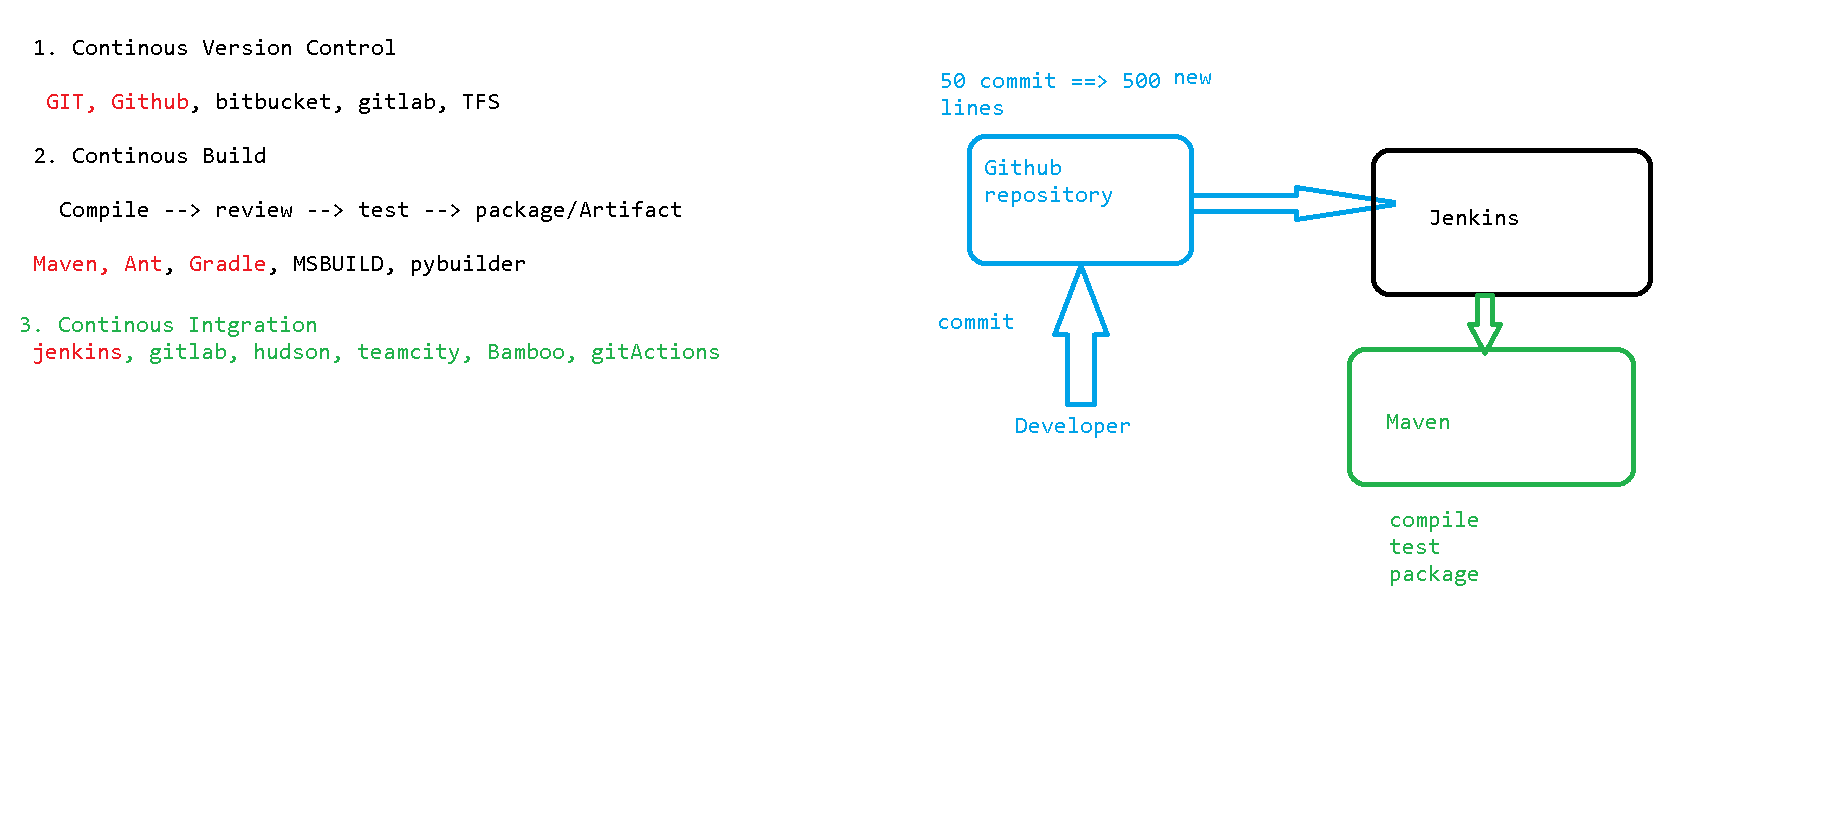 1. Continous Version Control
GIT, Github, bitbucket, gitlab, TFS
2. Continous Build
Compile --> review --> test --> package/Artifact
Maven, Ant, Gradle, MSBUILD, pybuilder
3. Continous Intgration
jenkins, gitlab, hudson, teamcity, Bamboo, gitActions
50 commit ==> 500 new
lines
Github
repository
Jenkins
commit
Developer
Maven
compile
test
package